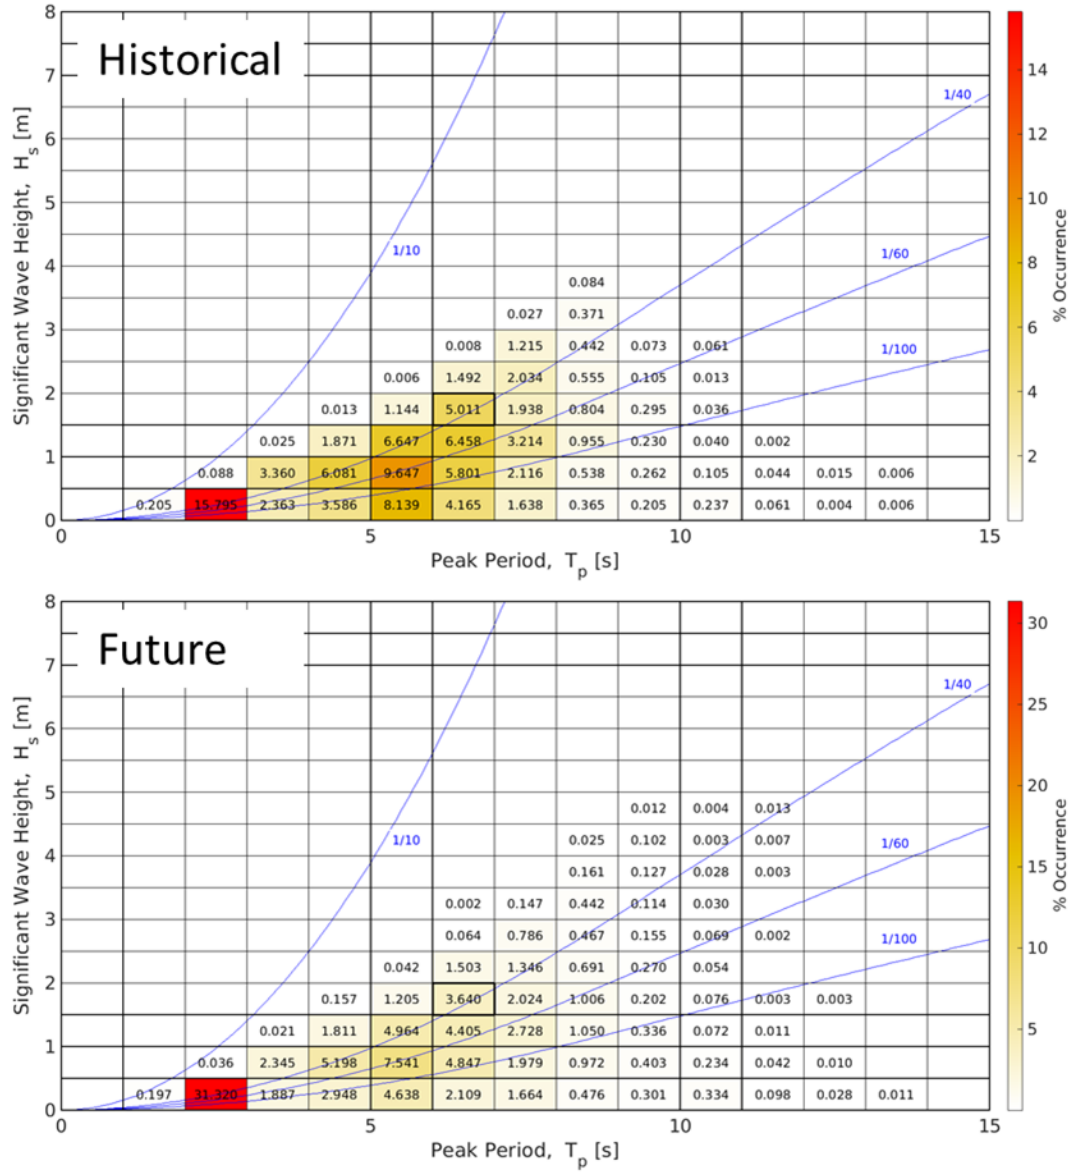 Historical
8
7
6
5
4
3
2
1
0
Significant Wave Height, H_s [m]
1/10
1/40
1/60
1/100
0.084
0.027 0.371
0.008 1.215 0.442 0.073 0.061
0.006 1.492 2.034 0.555 0.105 0.013
0.013 1.144 5.011 1.938 0.804 0.295 0.036
0.025 1.871 6.647 6.458 3.214 0.955 0.230 0.040 0.002
0.088 3.360 6.081 9.647 5.801 2.116 0.538 0.262 0.105 0.044 0.015 0.006
0.205 15.795 2.363 3.586 8.139 4.165 1.638 0.365 0.205 0.237 0.061 0.004 0.006
0 5 10 15
Peak Period, T_p [s]
14
12
10
8
6
4
2
% Occurrence
Future
8
7
6
5
4
3
2
1
0
Significant Wave Height, H_s [m]
1/10
1/40
1/60
1/100
0.012 0.004 0.013
0.025 0.102 0.003 0.007
0.161 0.127 0.028 0.003
0.002 0.147 0.442 0.114 0.030
0.064 0.786 0.467 0.155 0.069 0.002
0.042 1.503 1.346 0.691 0.270 0.054
0.157 1.205 3.640 2.024 1.006 0.202 0.076 0.003 0.003
0.021 1.811 4.964 4.405 2.728 1.050 0.336 0.072 0.011
0.036 2.345 5.198 7.541 4.847 1.979 0.972 0.403 0.234 0.042 0.010
0.197 31.320 1.887 2.948 4.638 2.109 1.664 0.476 0.301 0.334 0.098 0.028 0.011
0 5 10 15
Peak Period, T_p [s]
30
25
20
15
10
5
% Occurrence